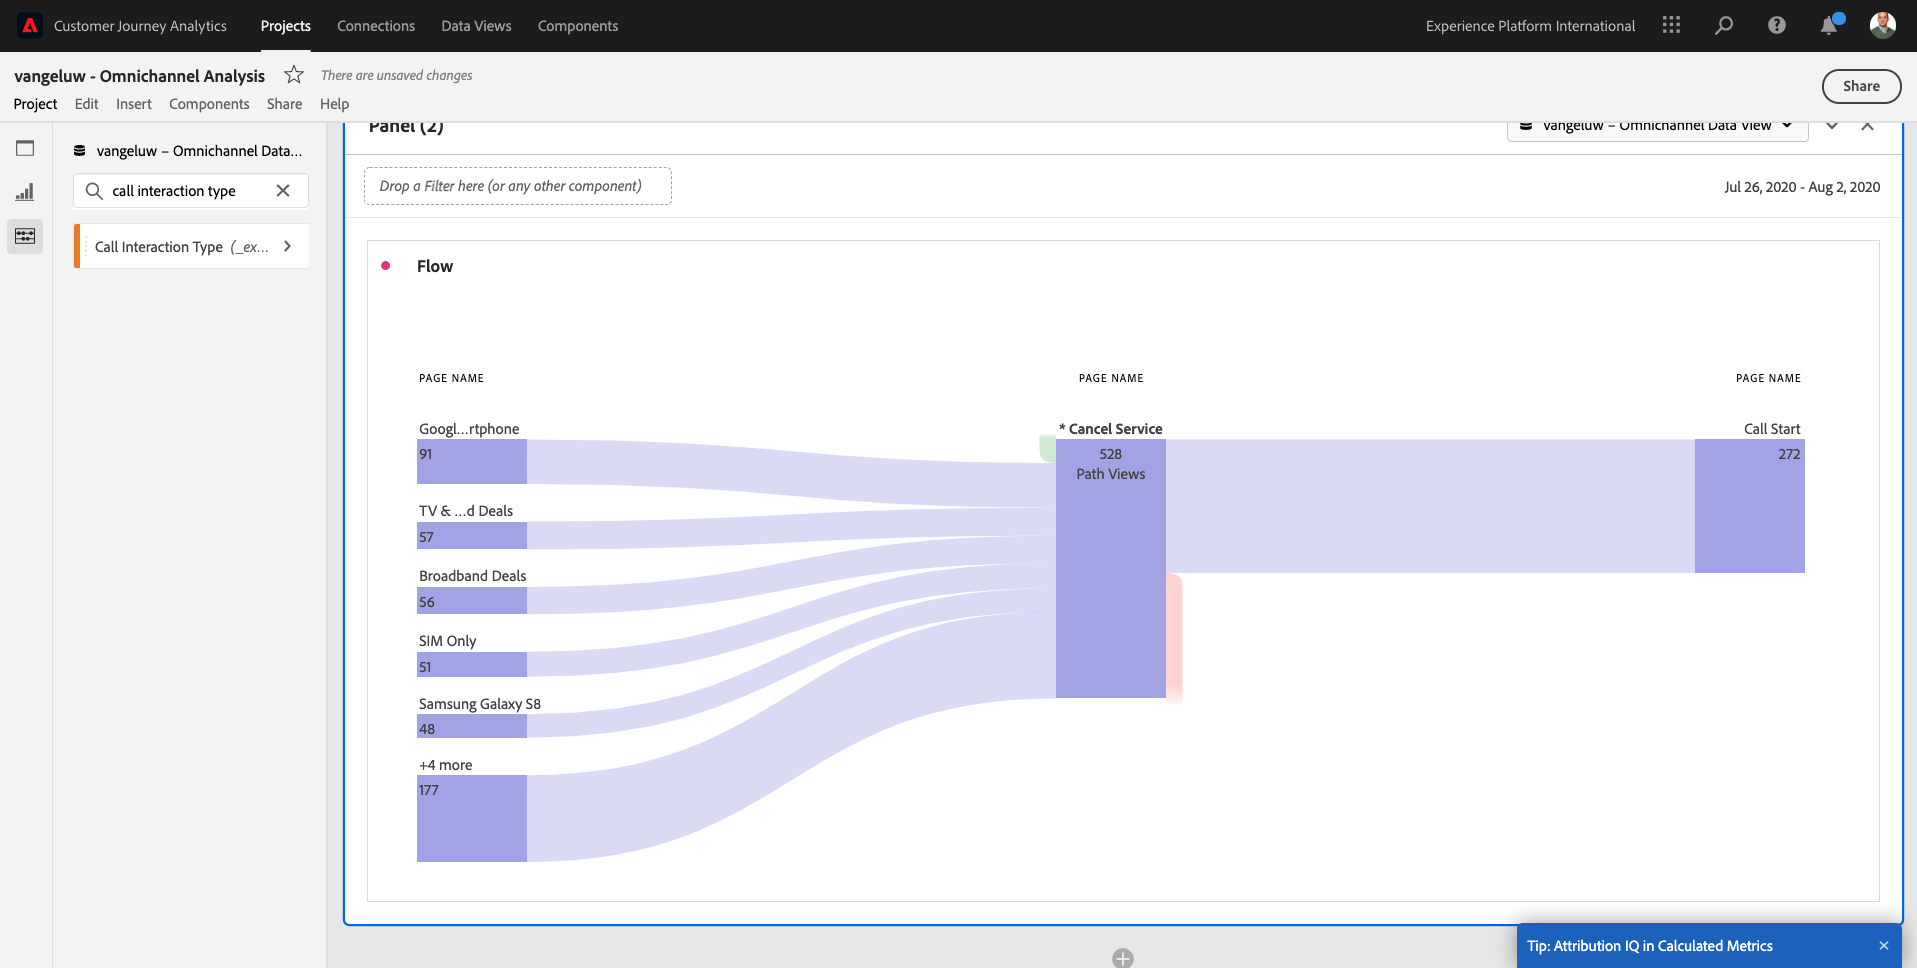 Customer Journey Analytics Projects Connections Data Views Components Experience Platform International
vangeluw - Omnichannel Analysis There are unsaved changes
Project Edit Insert Components Share Help
Share
Panel (2)
vangeluw – Omnichannel Data View
vangeluw – Omnichannel Data...
call interaction type
Call Interaction Type (_ex...
Drop a Filter here (or any other component)
Jul 26, 2020 - Aug 2, 2020
Flow
PAGE NAME PAGE NAME PAGE NAME
Googl...rtphone
91
TV & ...d Deals
57
Broadband Deals
56
SIM Only
51
Samsung Galaxy S8
48
+4 more
177
* Cancel Service
528
Path Views
Call Start
272
Tip: Attribution IQ in Calculated Metrics